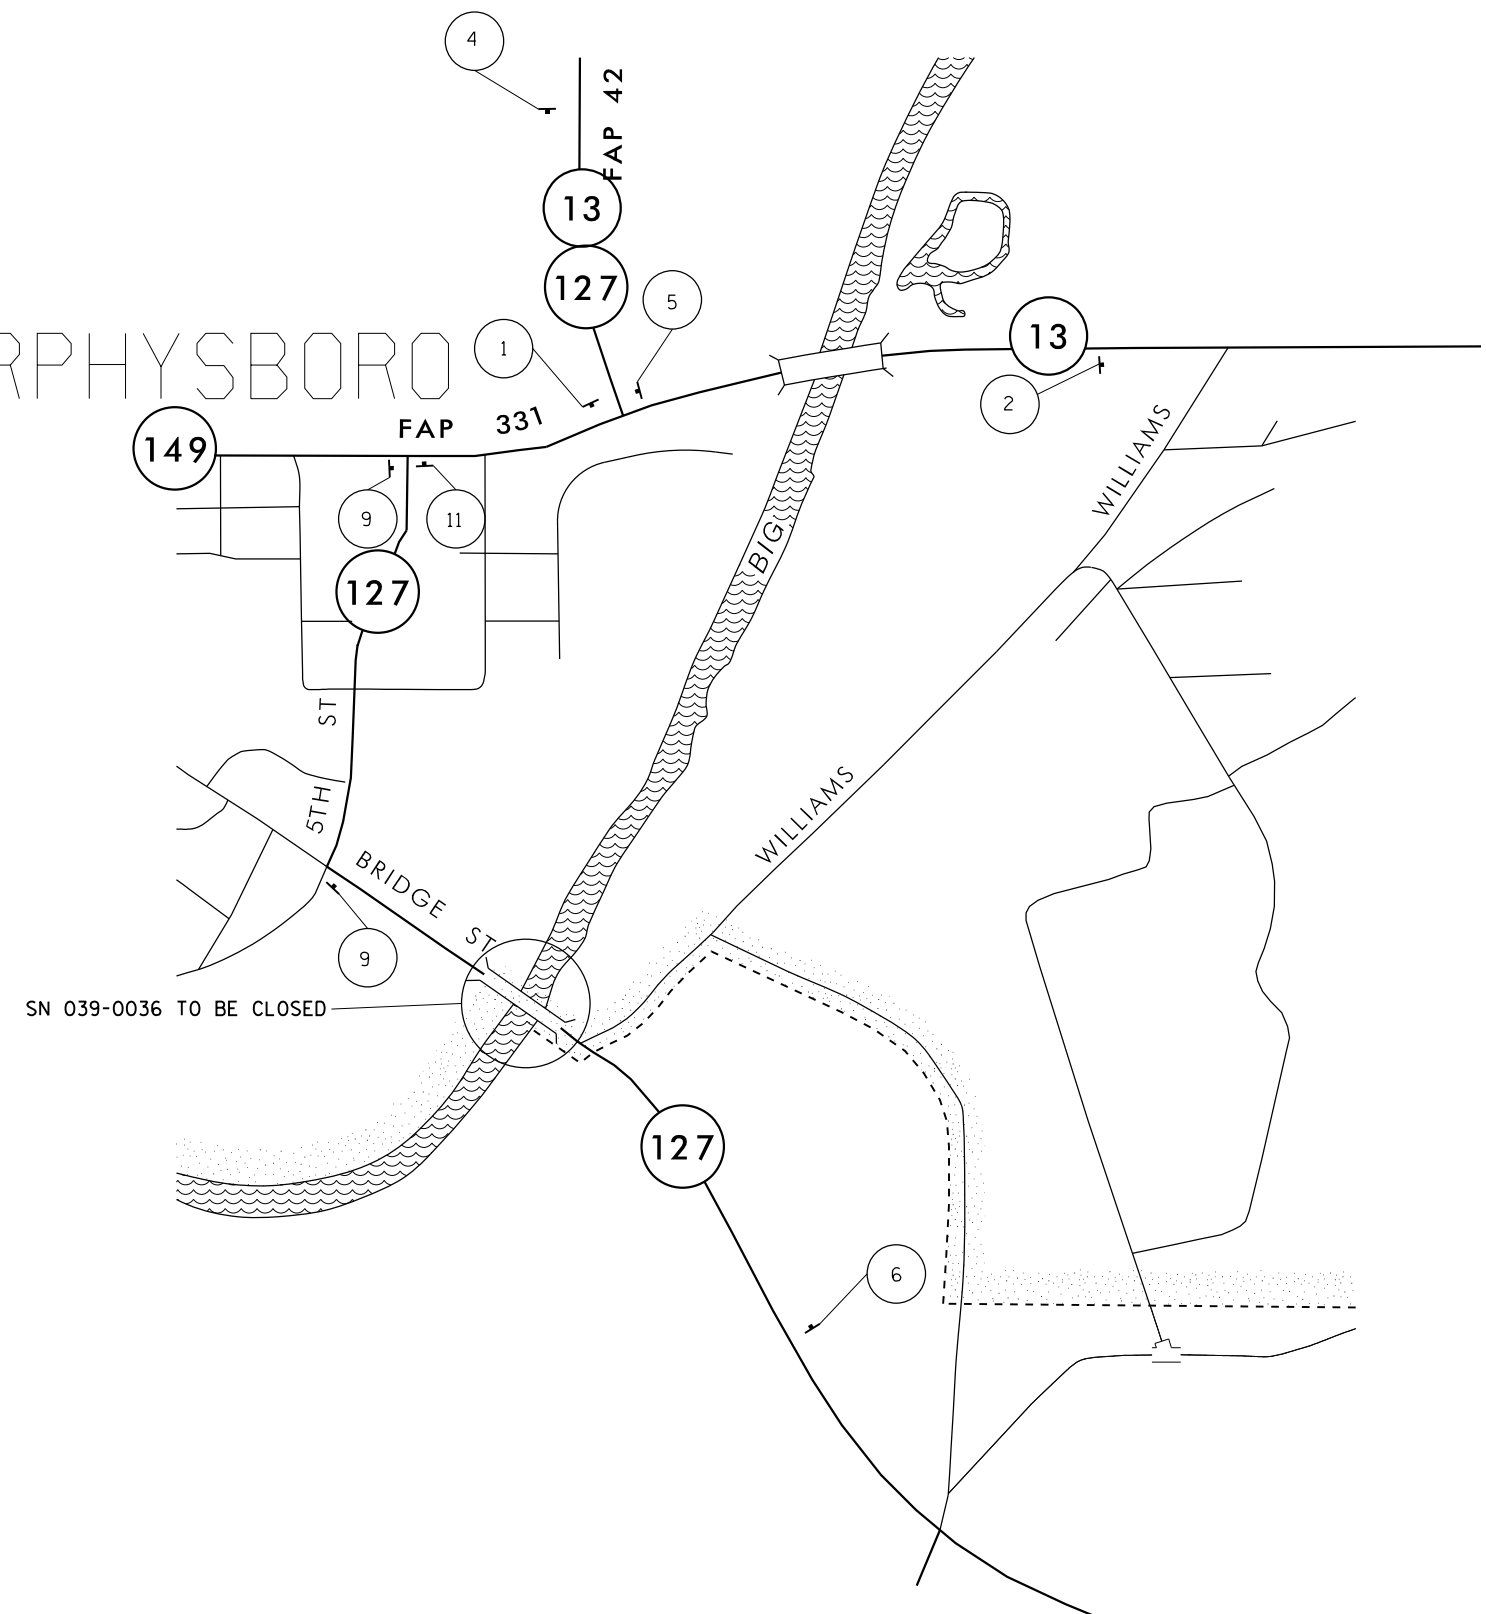 4
FAP 42
13
127
5
1
13
RPHYSBORO
2
149
FAP 331
WILLIAMS
9
11
BIG
127
ST
5TH
WILLIAMS
BRIDGE ST
9
SN 039-0036 TO BE CLOSED
127
6